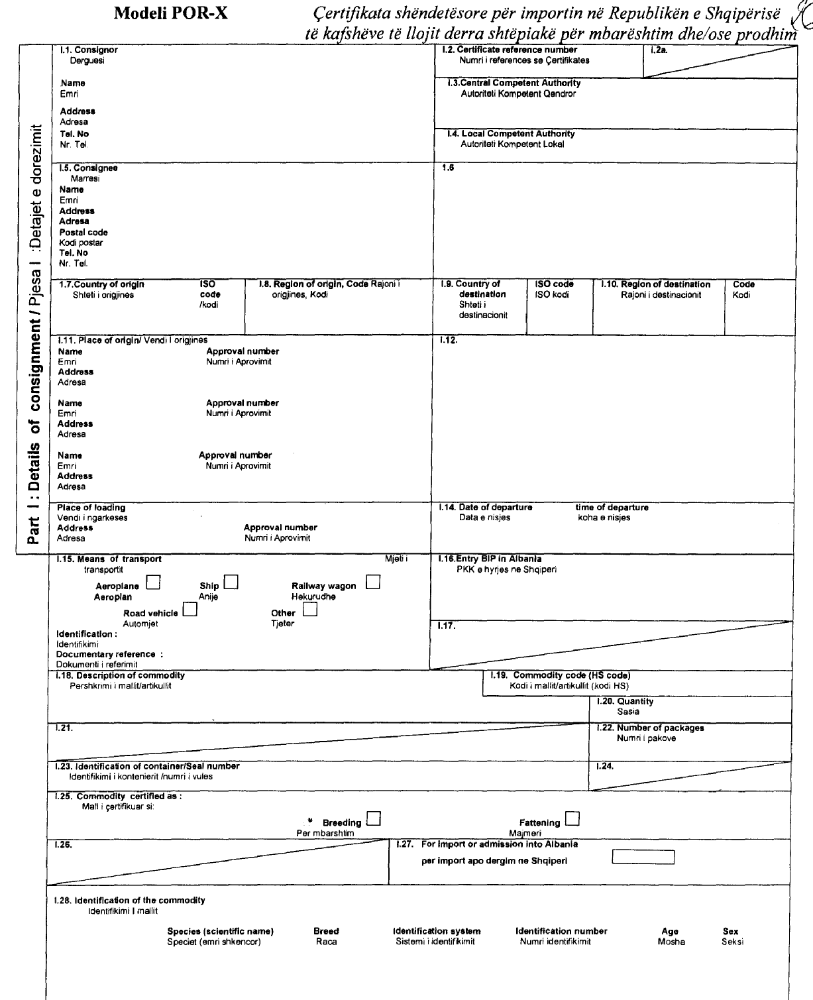 Modeli POR-X
Çertifikata shëndetësore për importin në Republikën e Shqipërisë
të kafshëve të llojit derra shtëpiakë për mbarështim dhe/ose prodhim
Part I : Details of consignment / Pjesa I :Detajet e dorezimit
I.1. Consignor
Derguesi
Name
Emri
Address
Adresa
Tel. No
Nr. Tel.
I.2. Certificate reference number
Numri i references se Çertifikates
I.2a.
I.3.Central Competent Authority
Autoriteti Kompetent Qendror
I.4. Local Competent Authority
Autoriteti Kompetent Lokal
I.5. Consignee
Marresi
Name
Emri
Address
Adresa
Postal code
Kodi postar
Tel. No
Nr. Tel.
1.6
1.7.Country of origin
Shteti i origjines
ISO
code
/kodi
I.8. Region of origin, Code Rajoni i
origjines, Kodi
I.9. Country of
destination
Shteti i
destinacionit
ISO code
ISO kodi
I.10. Region of destination
Rajoni i destinacionit
Code
Kodi
I.11. Place of origin/ Vendi I origjines
Name Approval number
Emri Numri i Aprovimit
Address
Adresa
Name Approval number
Emri Numri i Aprovimit
Address
Adresa
Name Approval number
Emri Numri i Aprovimit
Address
Adresa
I.12.
Place of loading
Vendi i ngarkeses
Address Approval number
Adresa Numri i Aprovimit
I.14. Date of departure time of departure
Data e nisjes koha e nisjes
I.15. Means of transport Mjeti i
transportit
Aeroplane Ship Railway wagon
Aeroplan Anije Hekurudhe
Road vehicle Other
Automjet Tjeter
Identification :
Identifikimi
Documentary reference :
Dokumenti i referimit
I.16.Entry BIP in Albania
PKK e hyrjes ne Shqiperi
I.17.
I.18. Description of commodity
Pershkrimi i mallit/artikullit
I.19. Commodity code (HS code)
Kodi i mallit/artikullit (kodi HS)
I.20. Quantity
Sasia
I.21.
I.22. Number of packages
Numri i pakove
I.23. Identification of container/Seal number
Identifikimi i kontenierit /numri i vules
I.24.
I.25. Commodity certified as :
Mall i çertifikuar si:
Breeding Fattening
Per mbarshtim Majmeri
I.26.
I.27. For import or admission into Albania
per import apo dergim ne Shqiperi
I.28. Identification of the commodity
Identifikimi I mallit
Species (scientific name) Breed Identification system Identification number Age Sex
Speciet (emri shkencor) Raca Sistemi i identifikimit Numri identifikimit Mosha Seksi